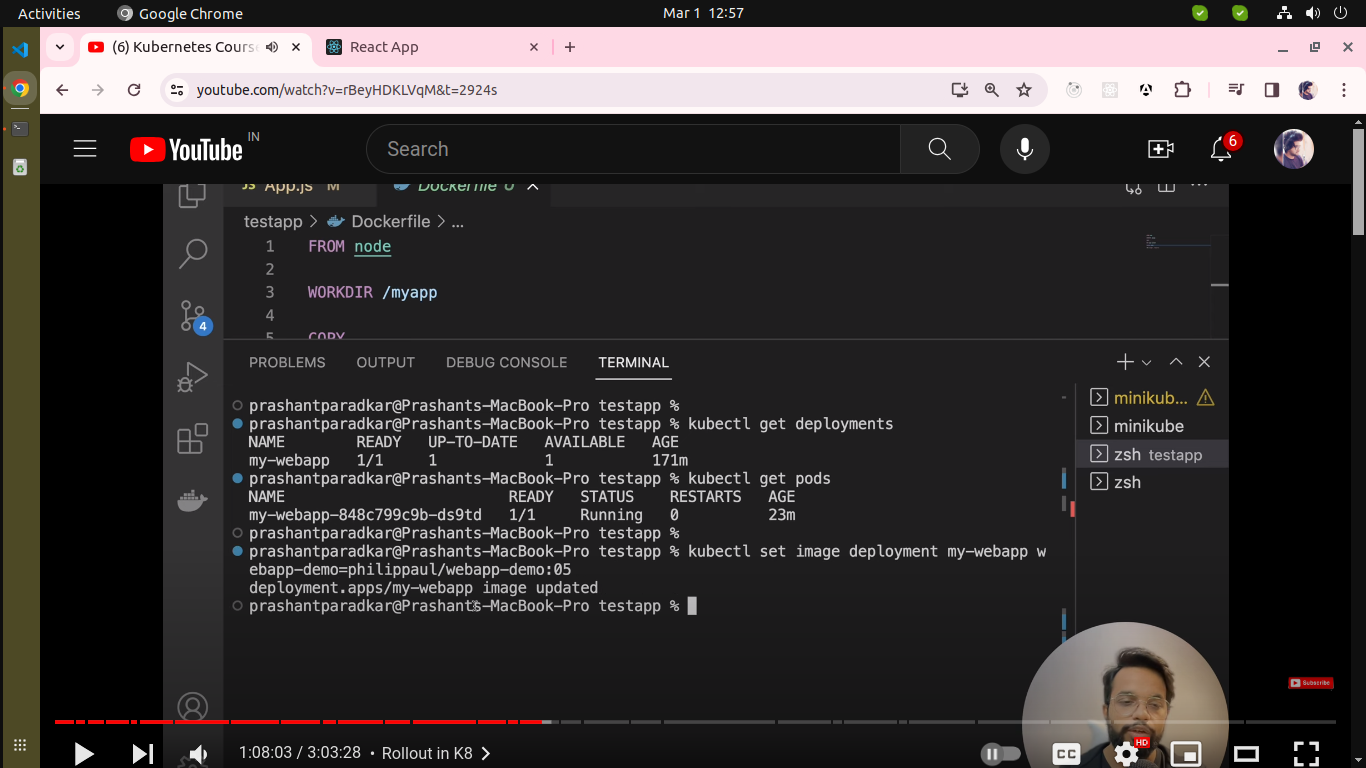 Activities
Google Chrome
Mar 1 12:57
(6) Kubernetes Cours
React App
youtube.com/watch?v=rBeyHDKLVqM&t=2924s
YouTube IN
Search
6
JS App.js M
Dockerfile U
testapp > Dockerfile > ...
1 FROM node
2
3 WORKDIR /myapp
4
5 COPY
4
PROBLEMS OUTPUT DEBUG CONSOLE TERMINAL
prashantparadkar@Prashants-MacBook-Pro testapp %
prashantparadkar@Prashants-MacBook-Pro testapp % kubectl get deployments
NAME READY UP-TO-DATE AVAILABLE AGE
my-webapp 1/1 1 1 171m
prashantparadkar@Prashants-MacBook-Pro testapp % kubectl get pods
NAME READY STATUS RESTARTS AGE
my-webapp-848c799c9b-ds9td 1/1 Running 0 23m
prashantparadkar@Prashants-MacBook-Pro testapp %
prashantparadkar@Prashants-MacBook-Pro testapp % kubectl set image deployment my-webapp w
ebapp-demo=philippaul/webapp-demo:05
deployment.apps/my-webapp image updated
prashantparadkar@Prashants-MacBook-Pro testapp %
minikub...
minikube
zsh testapp
zsh
Subscribe
1:08:03 / 3:03:28 • Rollout in K8 >
CC
HD